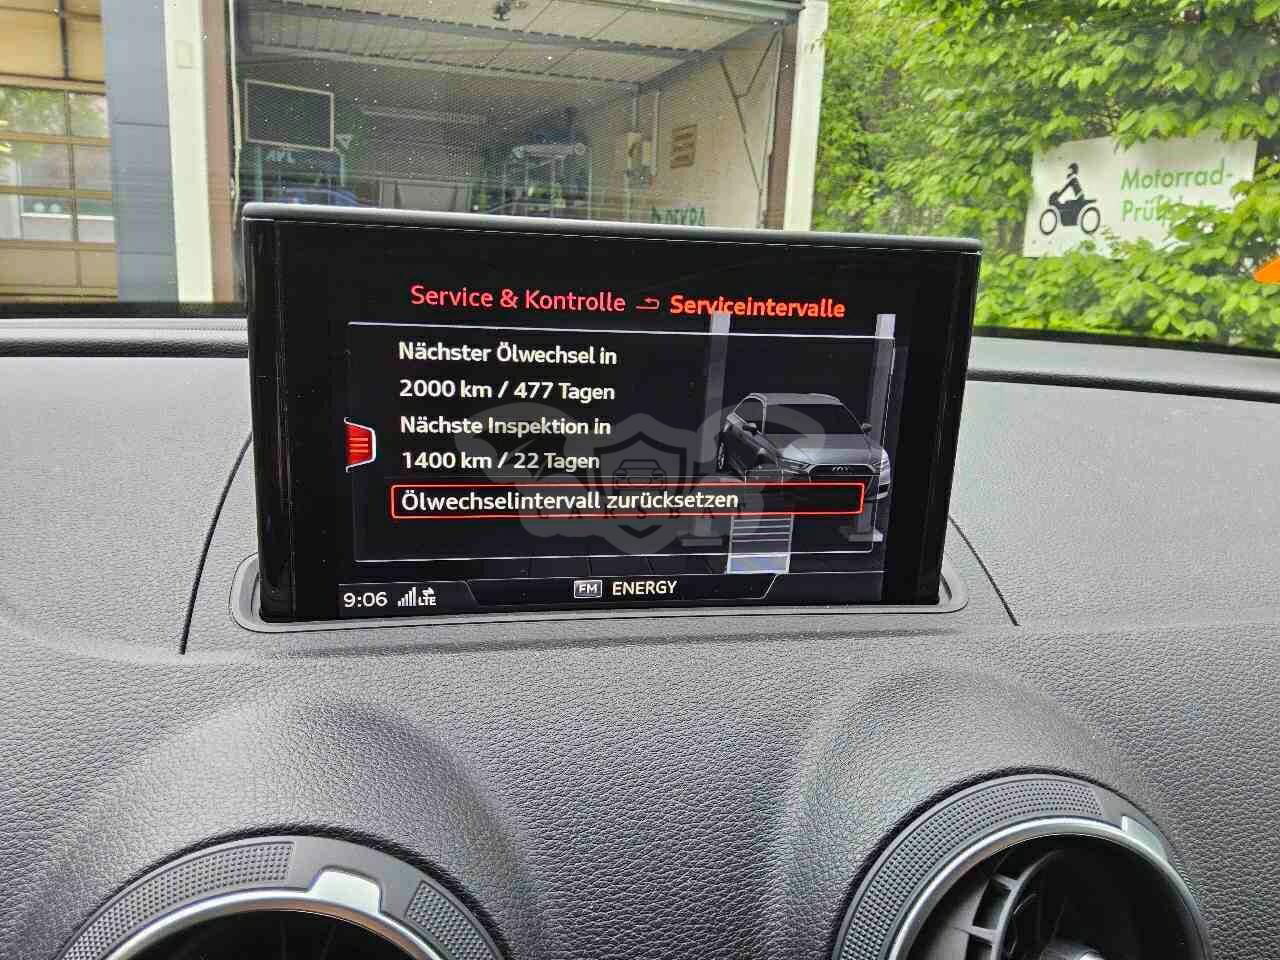 Motorrad-
DEKRA
Service & Kontrolle Serviceintervalle
Nächster Ölwechsel in
2000 km / 477 Tagen
Nächste Inspektion in
1400 km / 22 Tagen
Ölwechselintervall zurücksetzen
9:06 LTE FM ENERGY